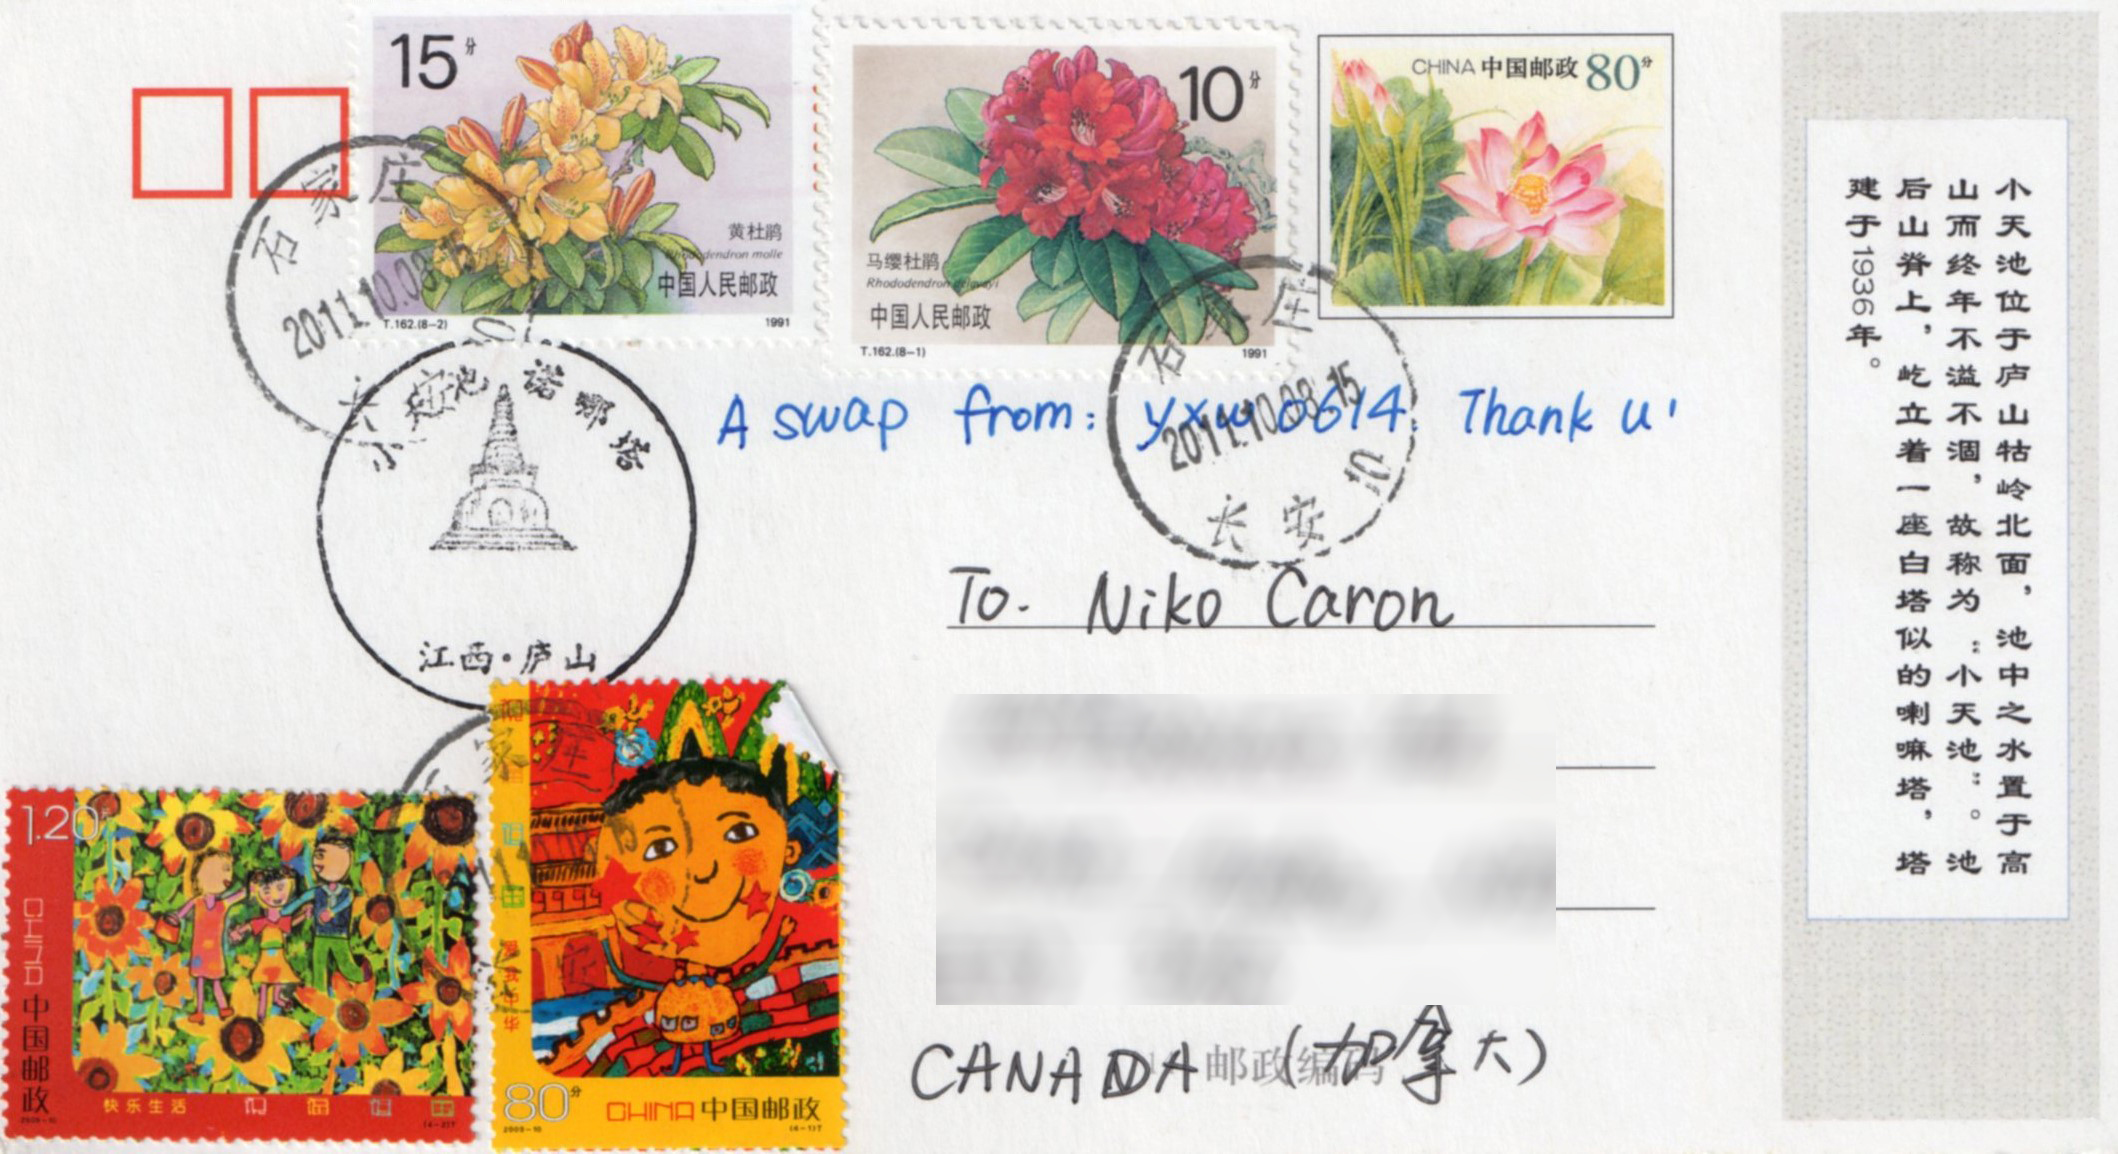 15分
黄杜鹃
Rhododendron molle
中国人民邮政
T.162.(8-2)
1991
10分
马缨杜鹃
Rhododendron delavayi
中国人民邮政
T.162.(8-1)
1991
CHINA 中国邮政 80分
石家庄
2011.10.08
石家庄
2011.10.08.15
长安
小天池诺那塔
江西·庐山
A swap from: yxw0614. Thank u!
To. Niko Caron
CANADA (加拿大)
邮政编码
家庄
1.20元
CHINA
中国邮政
快乐生活
2009-10
(4-2)T
爱我中华
80分
CHINA 中国邮政
2009-10
(4-1)T
小天池位于庐山牯岭北面，池中之水置于高
山而终年不溢不涸，故称为“小天池”。池
后山脊上，屹立着一座白塔似的喇嘛塔，塔
建于1936年。